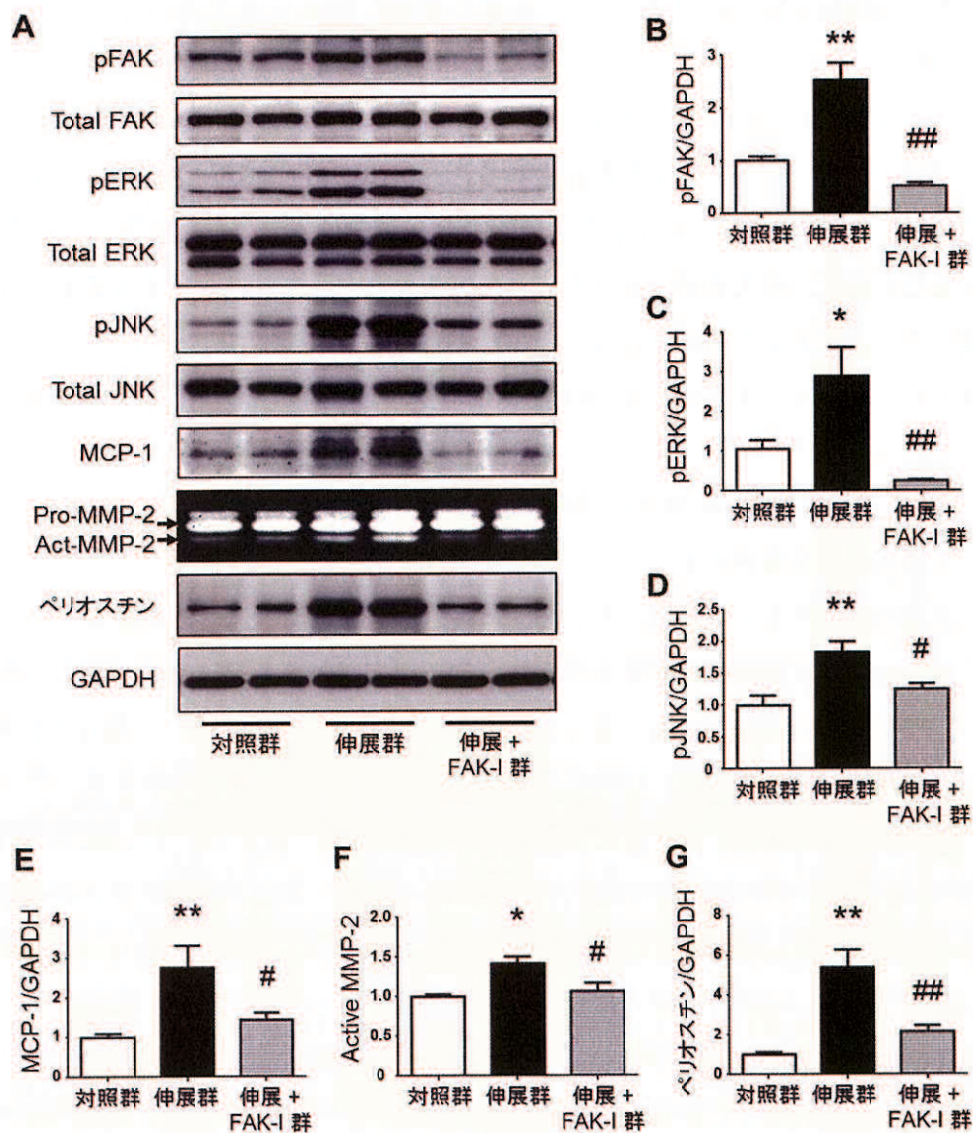 A
pFAK
Total FAK
pERK
Total ERK
pJNK
Total JNK
MCP-1
Pro-MMP-2
Act-MMP-2
ペリオスチン
GAPDH
対照群 伸展群 伸展 +
FAK-I 群
B
pFAK/GAPDH
3
2
1
0
**
##
対照群 伸展群 伸展 +
FAK-I 群
C
pERK/GAPDH
4
3
2
1
0
*
##
対照群 伸展群 伸展 +
FAK-I 群
D
pJNK/GAPDH
2.5
2.0
1.5
1.0
0.5
0
**
#
対照群 伸展群 伸展 +
FAK-I 群
E
MCP-1/GAPDH
4
3
2
1
0
**
#
対照群 伸展群 伸展 +
FAK-I 群
F
Active MMP-2
2.0
1.5
1.0
0.5
0
*
#
対照群 伸展群 伸展 +
FAK-I 群
G
ペリオスチン/GAPDH
8
6
4
2
0
**
##
対照群 伸展群 伸展 +
FAK-I 群